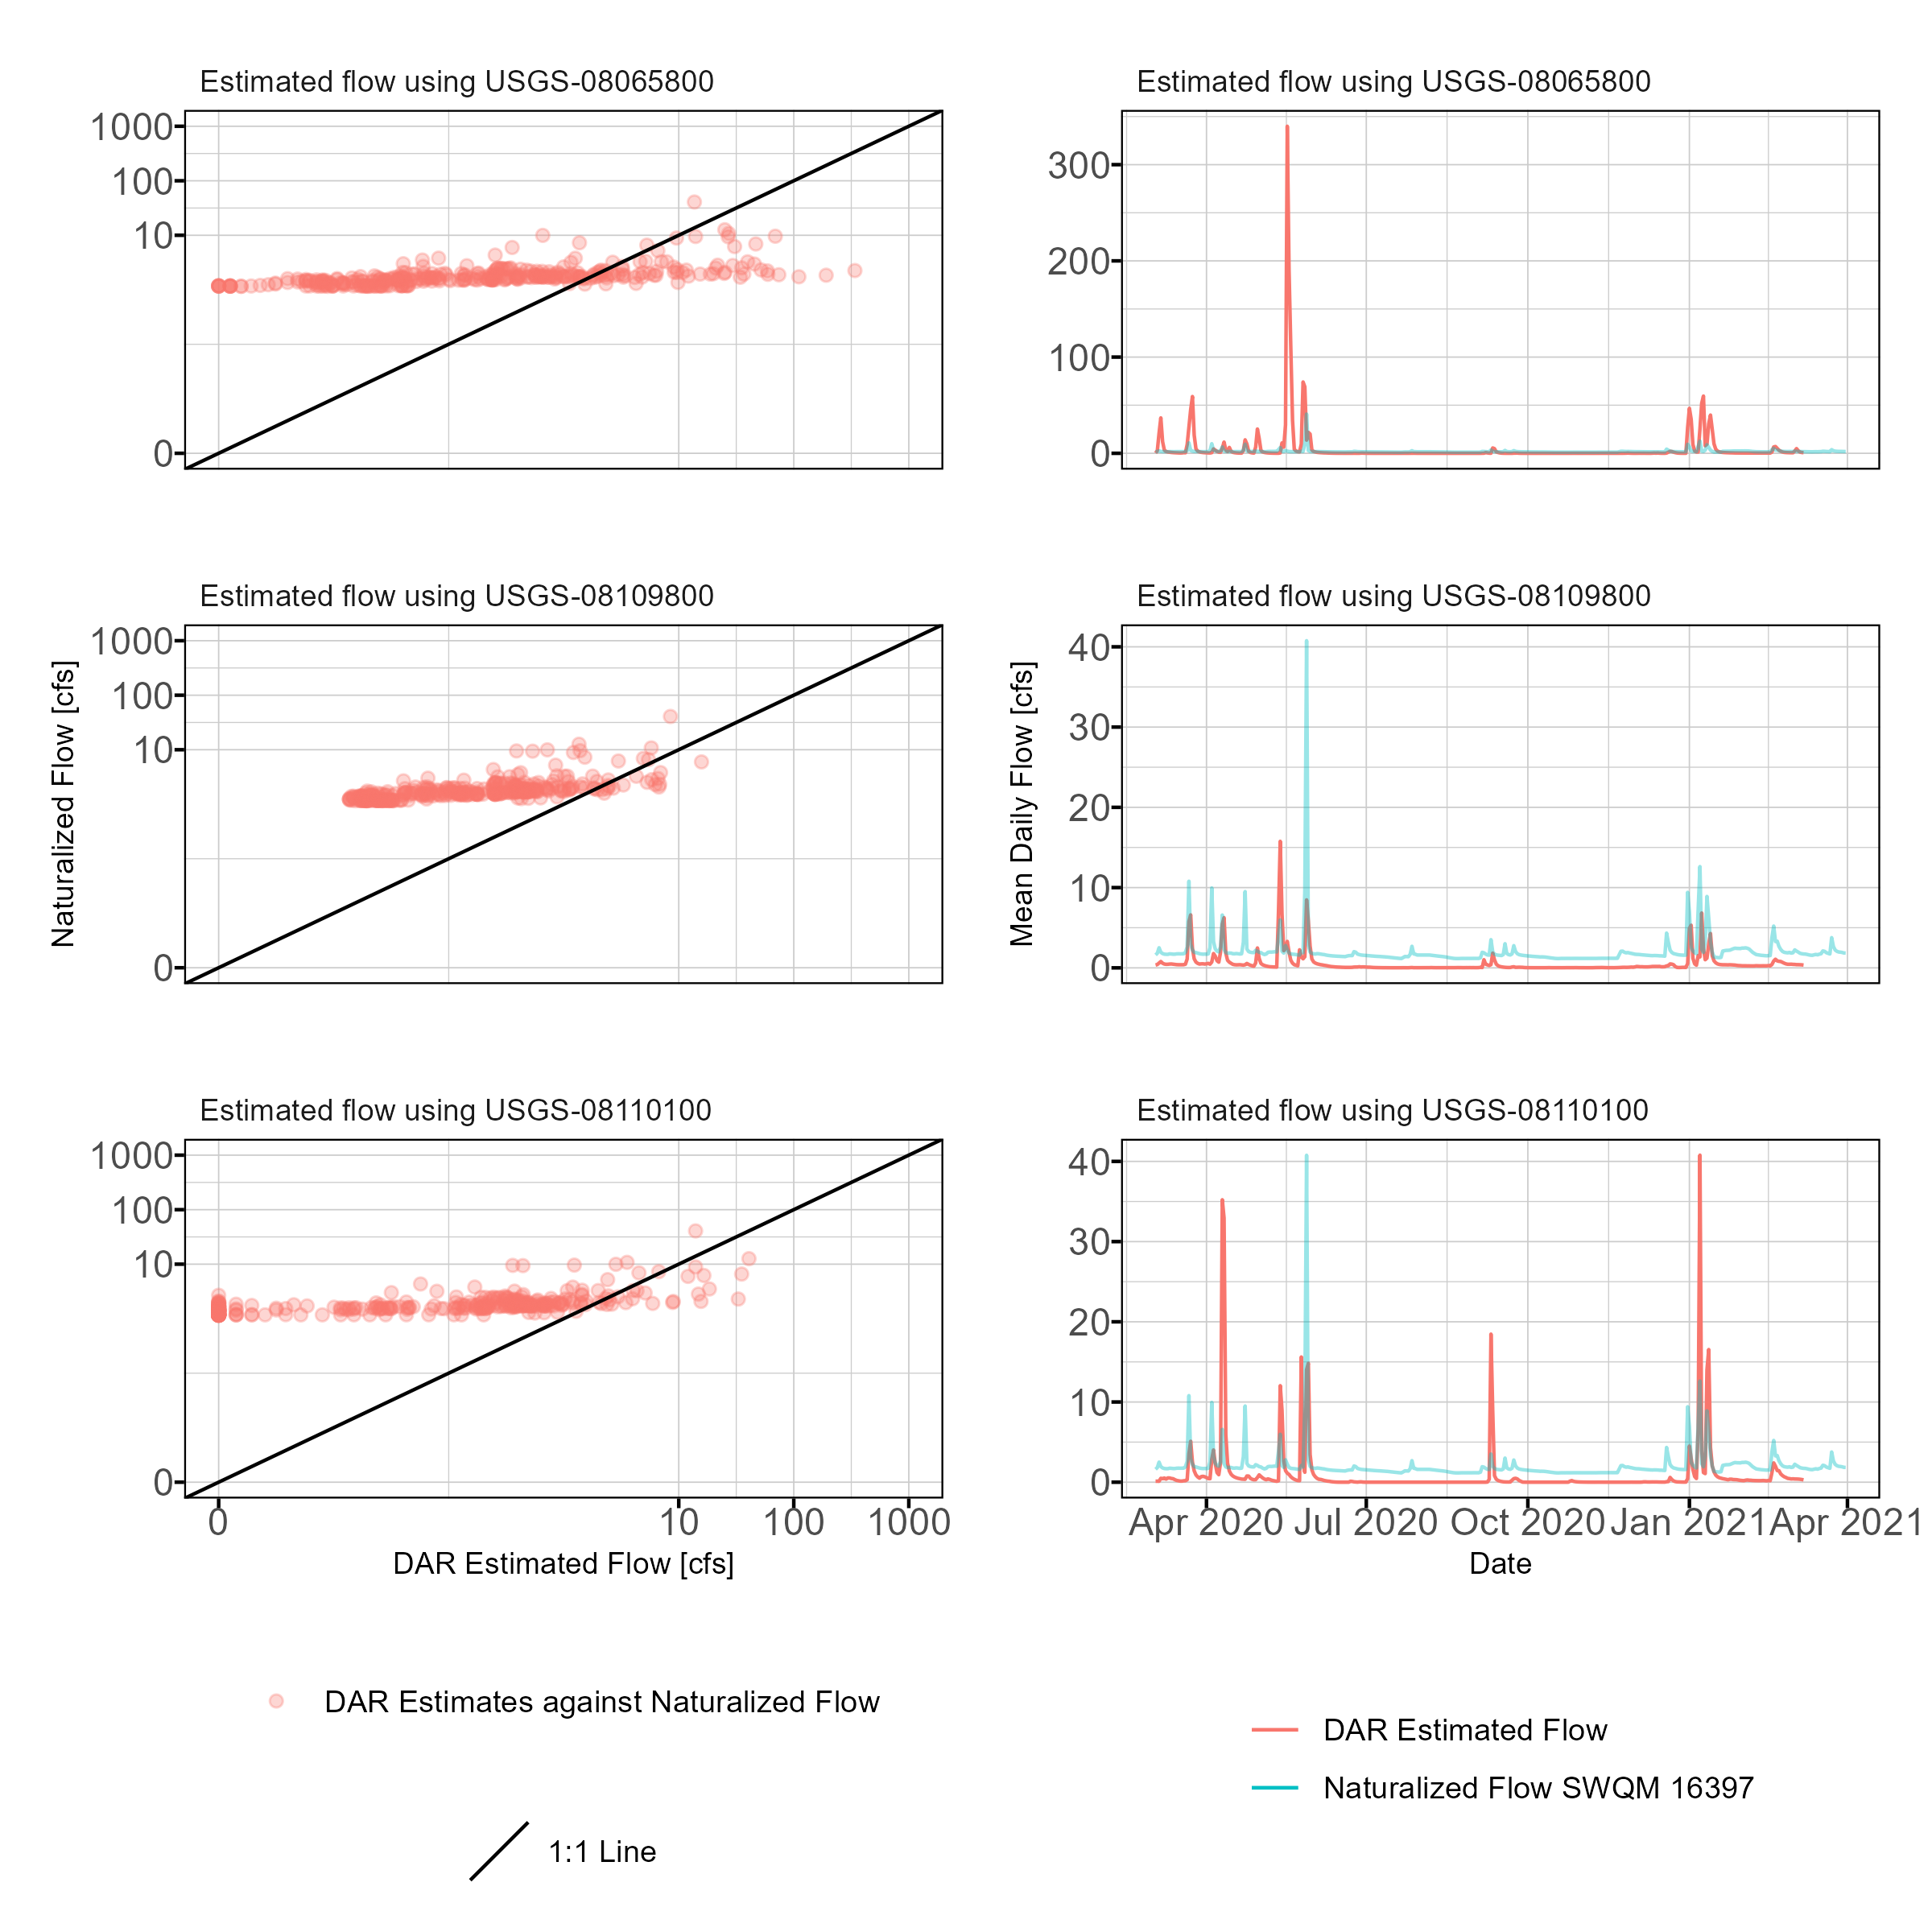 Estimated flow using USGS-08065800
1000
100
10
0
Estimated flow using USGS-08065800
300
200
100
0
Estimated flow using USGS-08109800
1000
100
10
0
Naturalized Flow [cfs]
Estimated flow using USGS-08109800
40
30
20
10
0
Mean Daily Flow [cfs]
Estimated flow using USGS-08110100
1000
100
10
0
0 10 100 1000
DAR Estimated Flow [cfs]
Estimated flow using USGS-08110100
40
30
20
10
0
Apr 2020 Jul 2020 Oct 2020 Jan 2021 Apr 2021
Date
DAR Estimates against Naturalized Flow
1:1 Line
DAR Estimated Flow
Naturalized Flow SWQM 16397